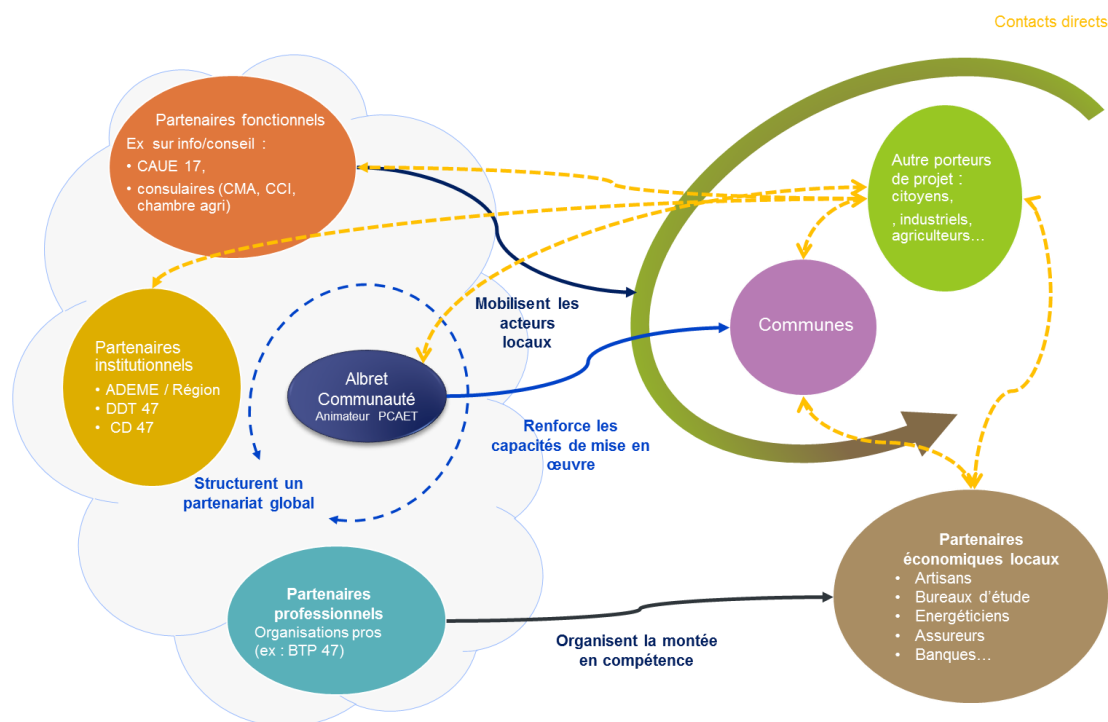 Contacts directs
Partenaires fonctionnels
Ex sur info/conseil :
• CAUE 17,
• consulaires (CMA, CCI,
chambre agri)
Autre porteurs
de projet :
citoyens,
, industriels,
agriculteurs…
Mobilisent les
acteurs
locaux
Communes
Partenaires
institutionnels
• ADEME / Région
• DDT 47
• CD 47
Albret
Communauté
Animateur PCAET
Renforce les
capacités de mise en
œuvre
Structurent un
partenariat global
Partenaires
professionnels
Organisations pros
(ex : BTP 47)
Organisent la montée
en compétence
Partenaires
économiques locaux
• Artisans
• Bureaux d'étude
• Energéticiens
• Assureurs
• Banques…